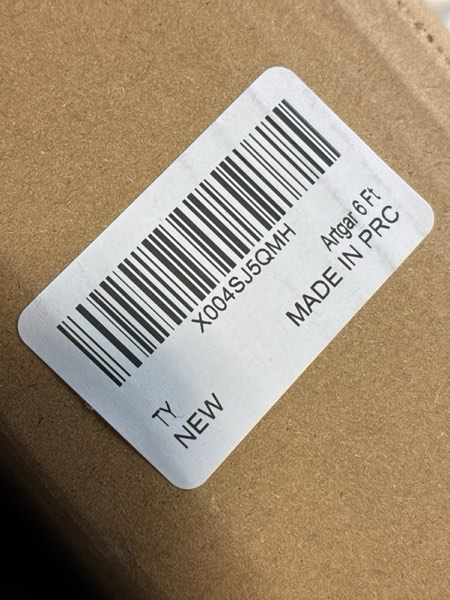 X004SJ5QMH
Artgar 6 Ft
TY
NEW
MADE IN PRC